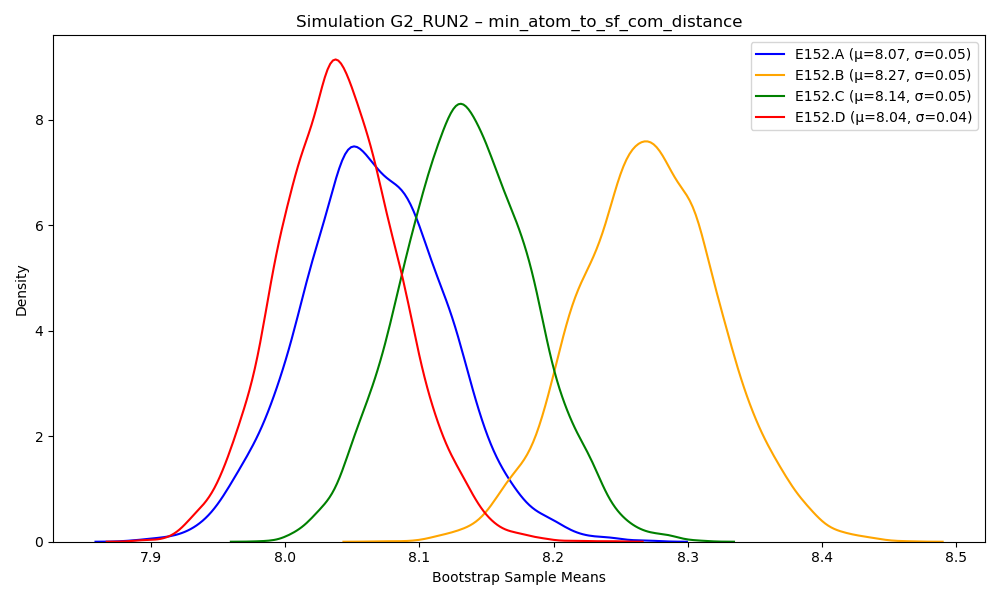 Simulation G2_RUN2 – min_atom_to_sf_com_distance
E152.A (μ=8.07, σ=0.05)
E152.B (μ=8.27, σ=0.05)
E152.C (μ=8.14, σ=0.05)
E152.D (μ=8.04, σ=0.04)
Density
8
6
4
2
0
7.9 8.0 8.1 8.2 8.3 8.4 8.5
Bootstrap Sample Means